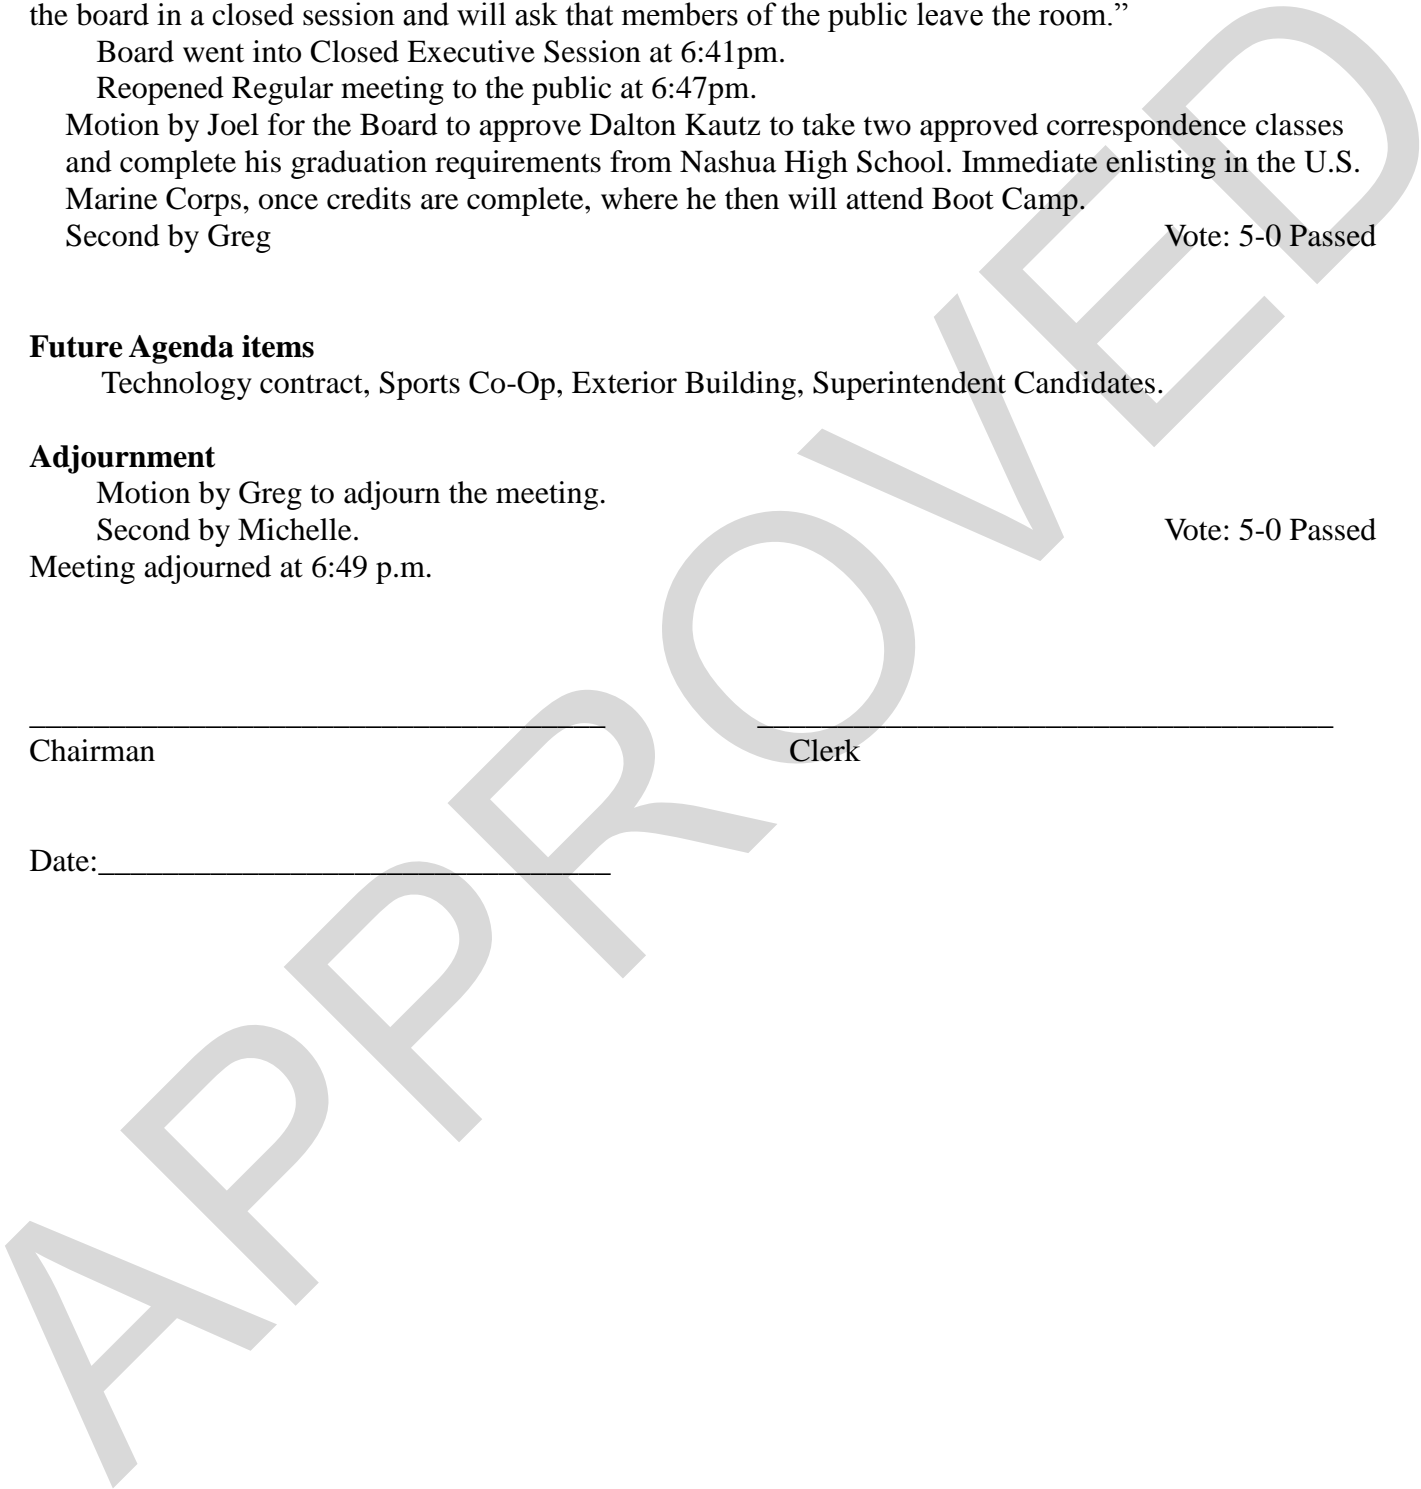 the board in a closed session and will ask that members of the public leave the room.”
Board went into Closed Executive Session at 6:41pm.
Reopened Regular meeting to the public at 6:47pm.
Motion by Joel for the Board to approve Dalton Kautz to take two approved correspondence classes
and complete his graduation requirements from Nashua High School. Immediate enlisting in the U.S.
Marine Corps, once credits are complete, where he then will attend Boot Camp.
Second by Greg Vote: 5-0 Passed
Future Agenda items
Technology contract, Sports Co-Op, Exterior Building, Superintendent Candidates.
Adjournment
Motion by Greg to adjourn the meeting.
Second by Michelle. Vote: 5-0 Passed
Meeting adjourned at 6:49 p.m.
Chairman Clerk
Date:
APPROVED